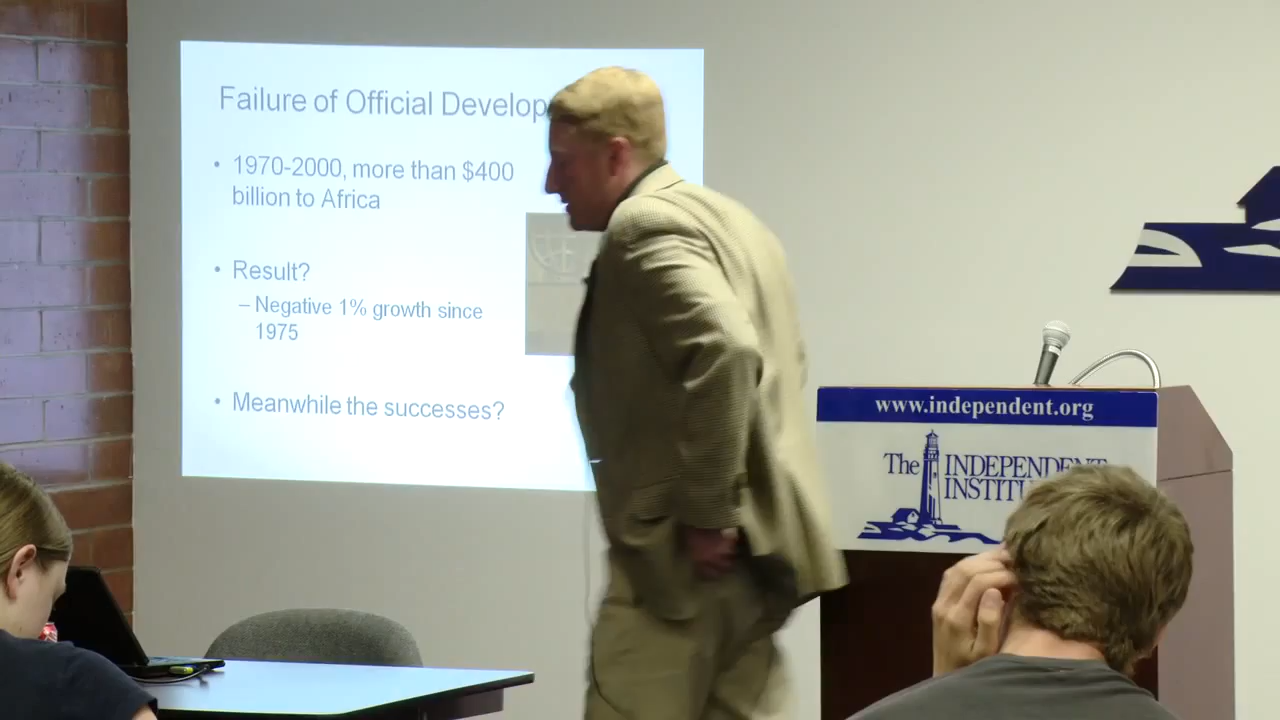 Failure of Official Develop
• 1970-2000, more than $400
billion to Africa
• Result?
– Negative 1% growth since
1975
• Meanwhile the successes?
www.independent.org
The INDEPENDENT
INSTITU